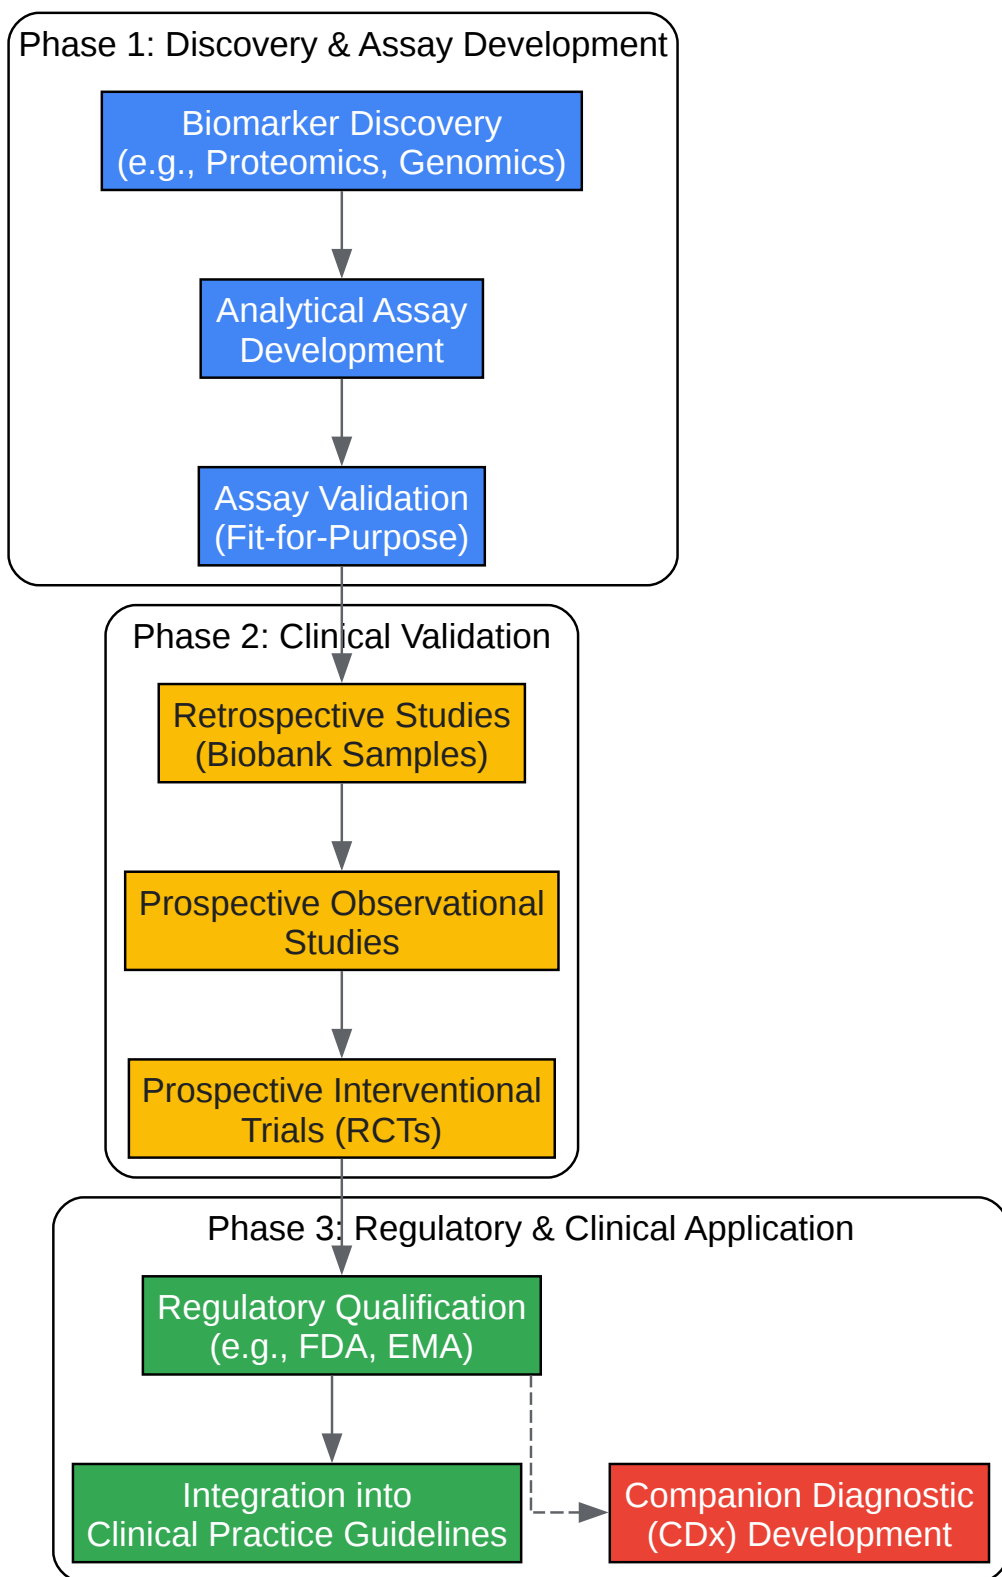 Phase 1: Discovery & Assay Development
Biomarker Discovery
(e.g., Proteomics, Genomics)
Analytical Assay
Development
Assay Validation
(Fit-for-Purpose)
Phase 2: Clinical Validation
Retrospective Studies
(Biobank Samples)
Prospective Observational
Studies
Prospective Interventional
Trials (RCTs)
Phase 3: Regulatory & Clinical Application
Regulatory Qualification
(e.g., FDA, EMA)
Integration into
Clinical Practice Guidelines
Companion Diagnostic
(CDx) Development